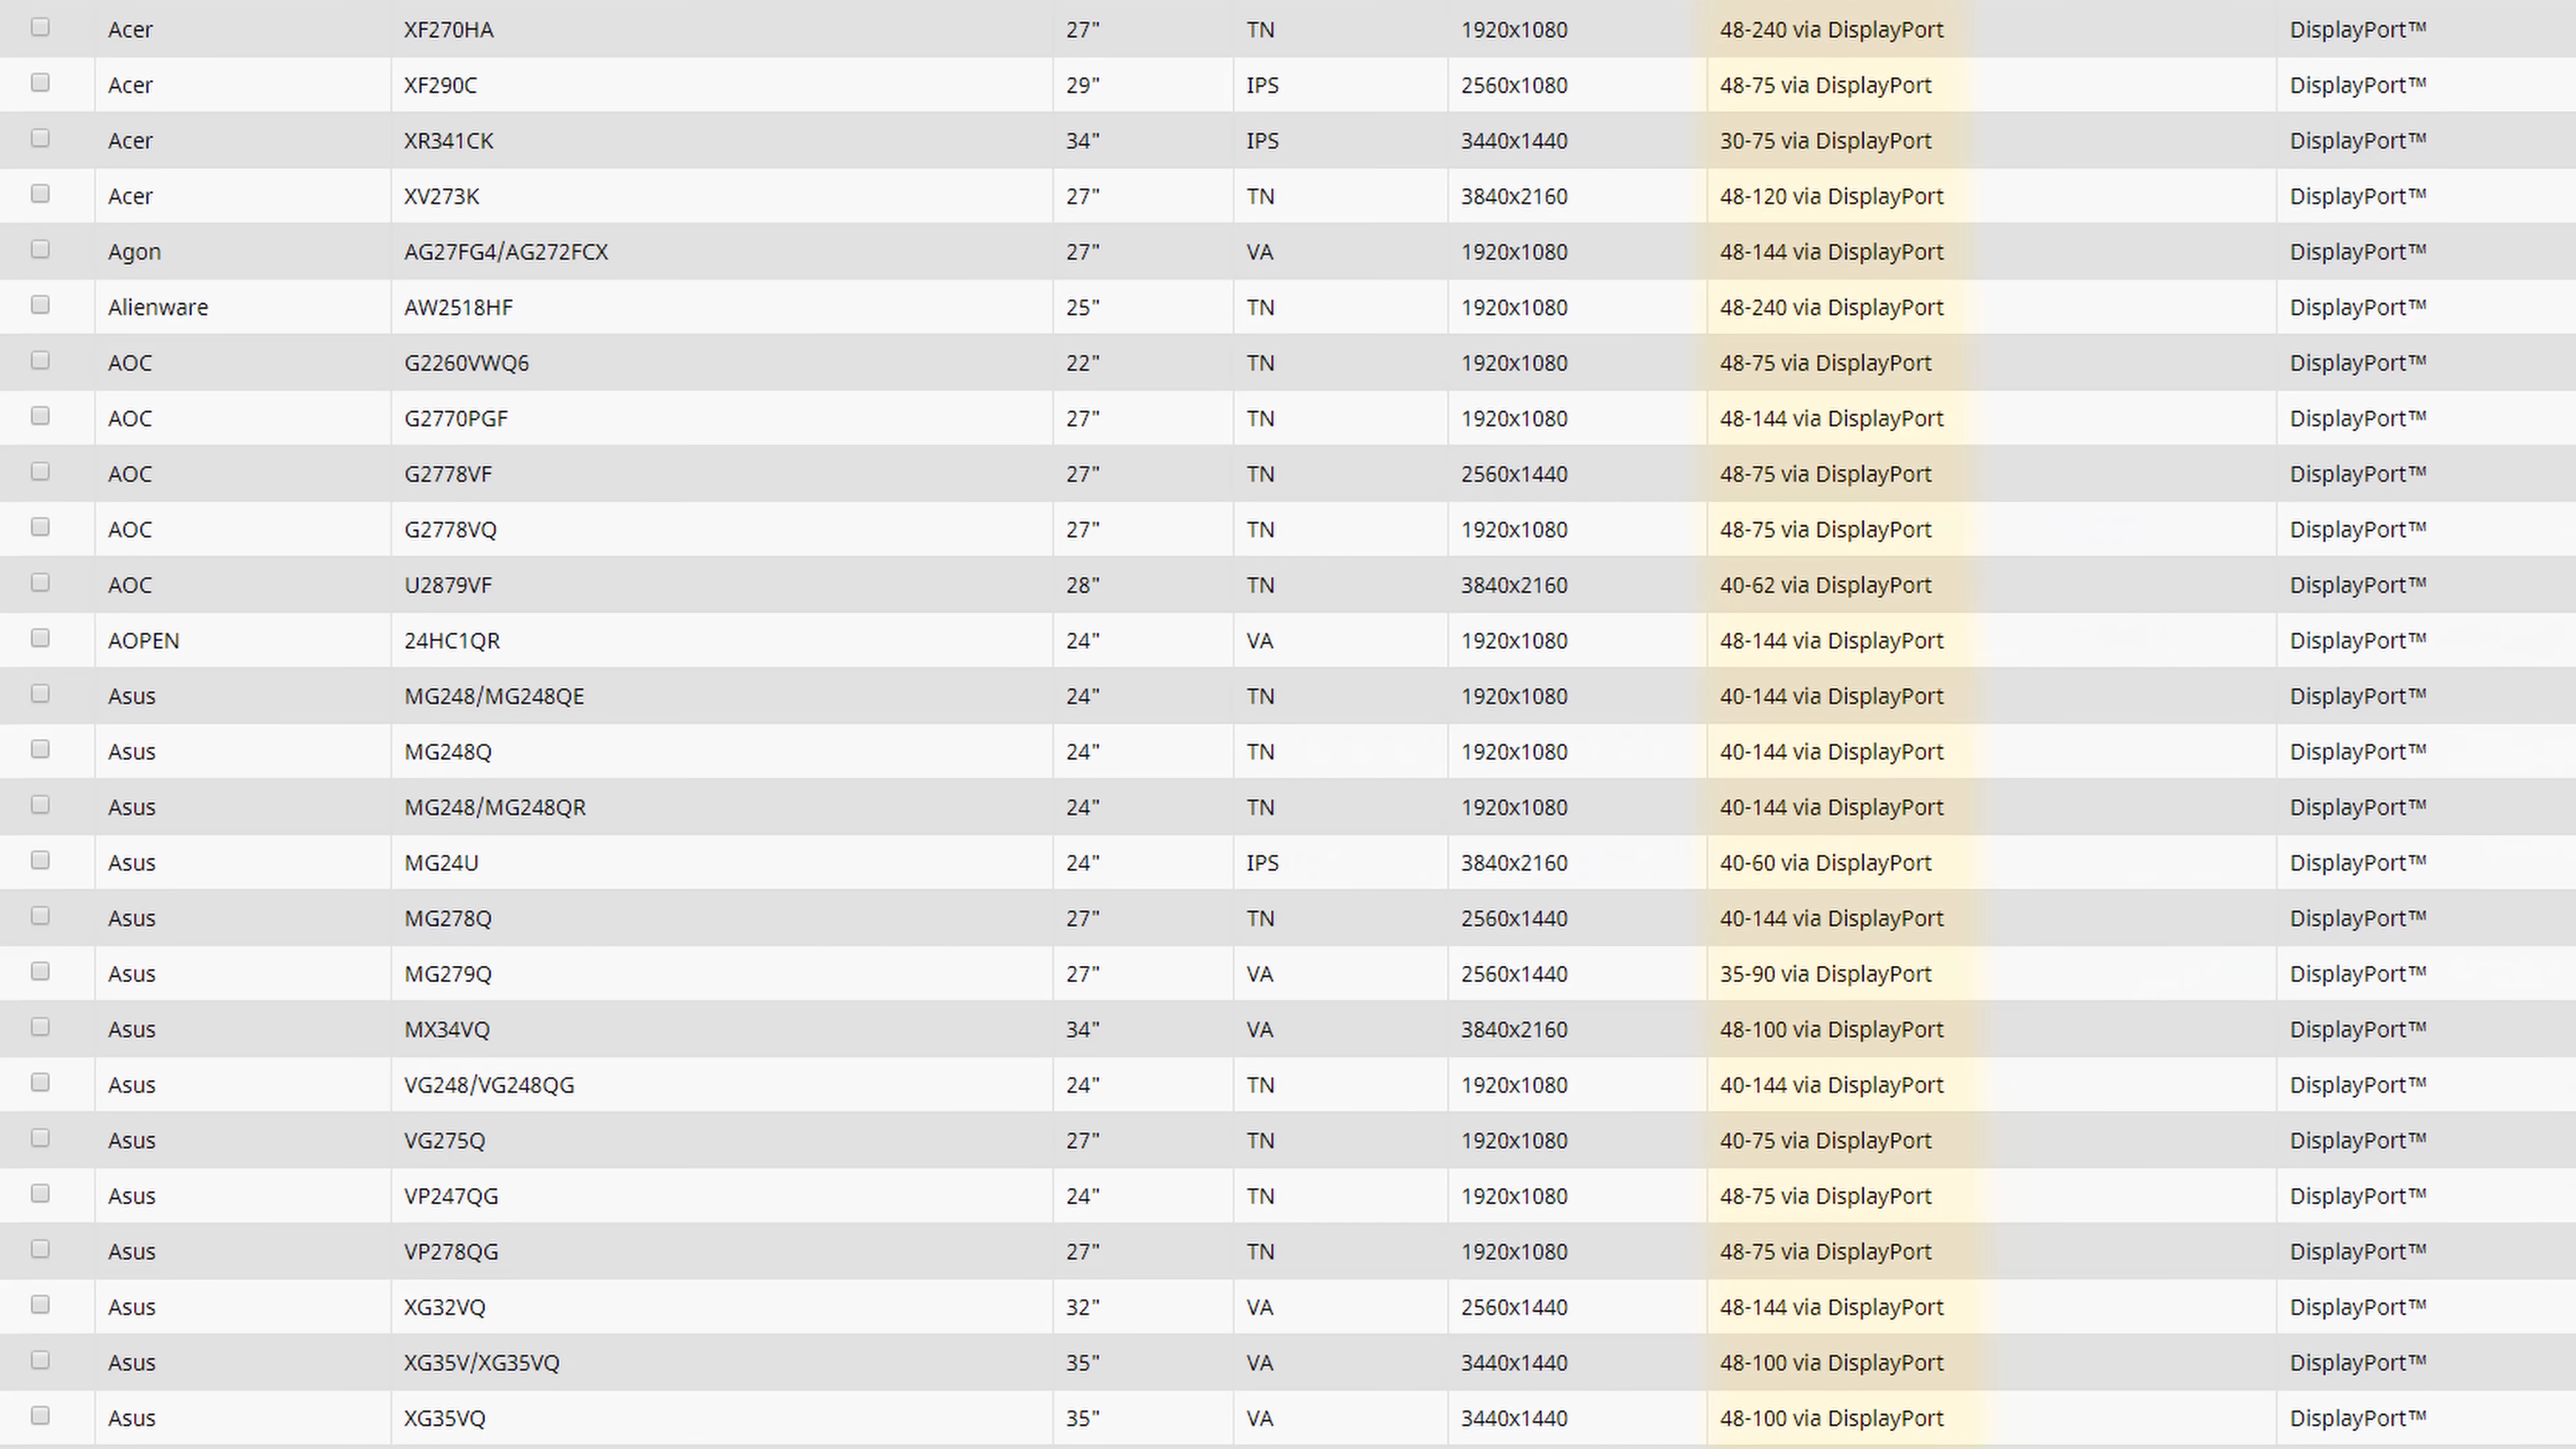 Acer XF270HA 27" TN 1920x1080 48-240 via DisplayPort DisplayPort™
Acer XF290C 29" IPS 2560x1080 48-75 via DisplayPort DisplayPort™
Acer XR341CK 34" IPS 3440x1440 30-75 via DisplayPort DisplayPort™
Acer XV273K 27" TN 3840x2160 48-120 via DisplayPort DisplayPort™
Agon AG27FG4/AG272FCX 27" VA 1920x1080 48-144 via DisplayPort DisplayPort™
Alienware AW2518HF 25" TN 1920x1080 48-240 via DisplayPort DisplayPort™
AOC G2260VWQ6 22" TN 1920x1080 48-75 via DisplayPort DisplayPort™
AOC G2770PGF 27" TN 1920x1080 48-144 via DisplayPort DisplayPort™
AOC G2778VF 27" TN 2560x1440 48-75 via DisplayPort DisplayPort™
AOC G2778VQ 27" TN 1920x1080 48-75 via DisplayPort DisplayPort™
AOC U2879VF 28" TN 3840x2160 40-62 via DisplayPort DisplayPort™
AOPEN 24HC1QR 24" VA 1920x1080 48-144 via DisplayPort DisplayPort™
Asus MG248/MG248QE 24" TN 1920x1080 40-144 via DisplayPort DisplayPort™
Asus MG248Q 24" TN 1920x1080 40-144 via DisplayPort DisplayPort™
Asus MG248/MG248QR 24" TN 1920x1080 40-144 via DisplayPort DisplayPort™
Asus MG24U 24" IPS 3840x2160 40-60 via DisplayPort DisplayPort™
Asus MG278Q 27" TN 2560x1440 40-144 via DisplayPort DisplayPort™
Asus MG279Q 27" VA 2560x1440 35-90 via DisplayPort DisplayPort™
Asus MX34VQ 34" VA 3840x2160 48-100 via DisplayPort DisplayPort™
Asus VG248/VG248QG 24" TN 1920x1080 40-144 via DisplayPort DisplayPort™
Asus VG275Q 27" TN 1920x1080 40-75 via DisplayPort DisplayPort™
Asus VP247QG 24" TN 1920x1080 48-75 via DisplayPort DisplayPort™
Asus VP278QG 27" TN 1920x1080 48-75 via DisplayPort DisplayPort™
Asus XG32VQ 32" VA 2560x1440 48-144 via DisplayPort DisplayPort™
Asus XG35V/XG35VQ 35" VA 3440x1440 48-100 via DisplayPort DisplayPort™
Asus XG35VQ 35" VA 3440x1440 48-100 via DisplayPort DisplayPort™